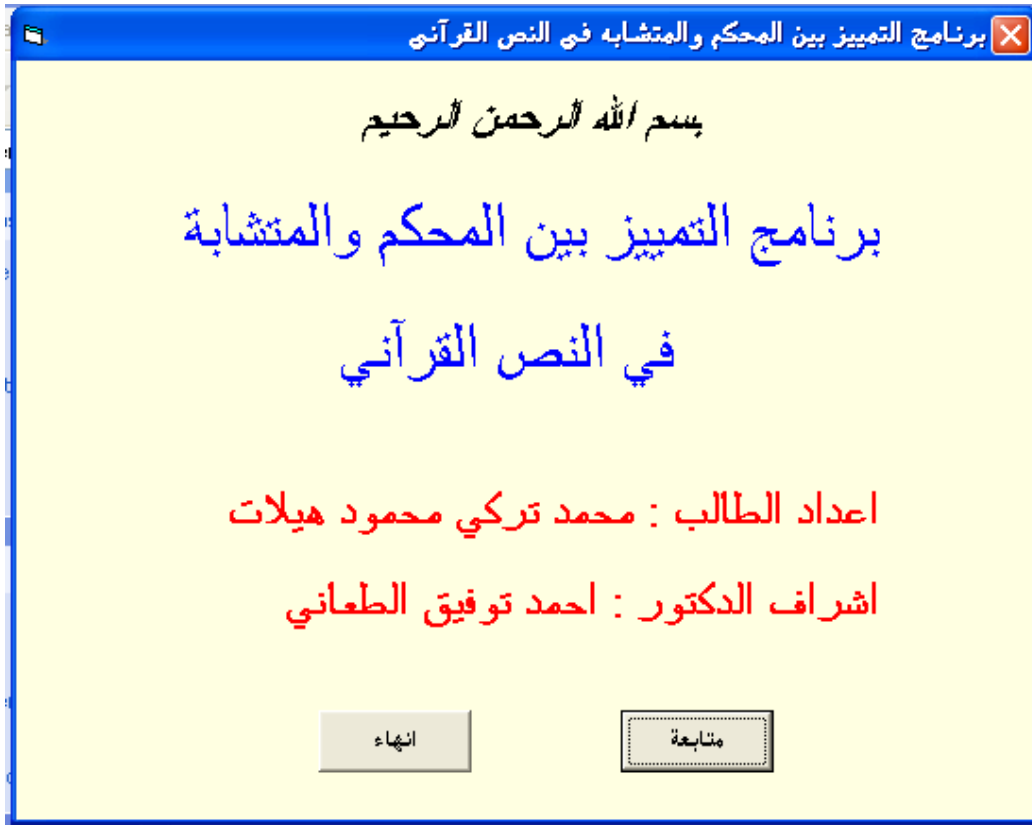 برنامج التمييز بين المحكم والمتشابه في النص القرآني
بسم الله الرحمن الرحيم
برنامج التمييز بين المحكم والمتشابة
في النص القرآني
اعداد الطالب : محمد تركي محمود هيلات
اشراف الدكتور : احمد توفيق الطعاني
متابعة
انهاء